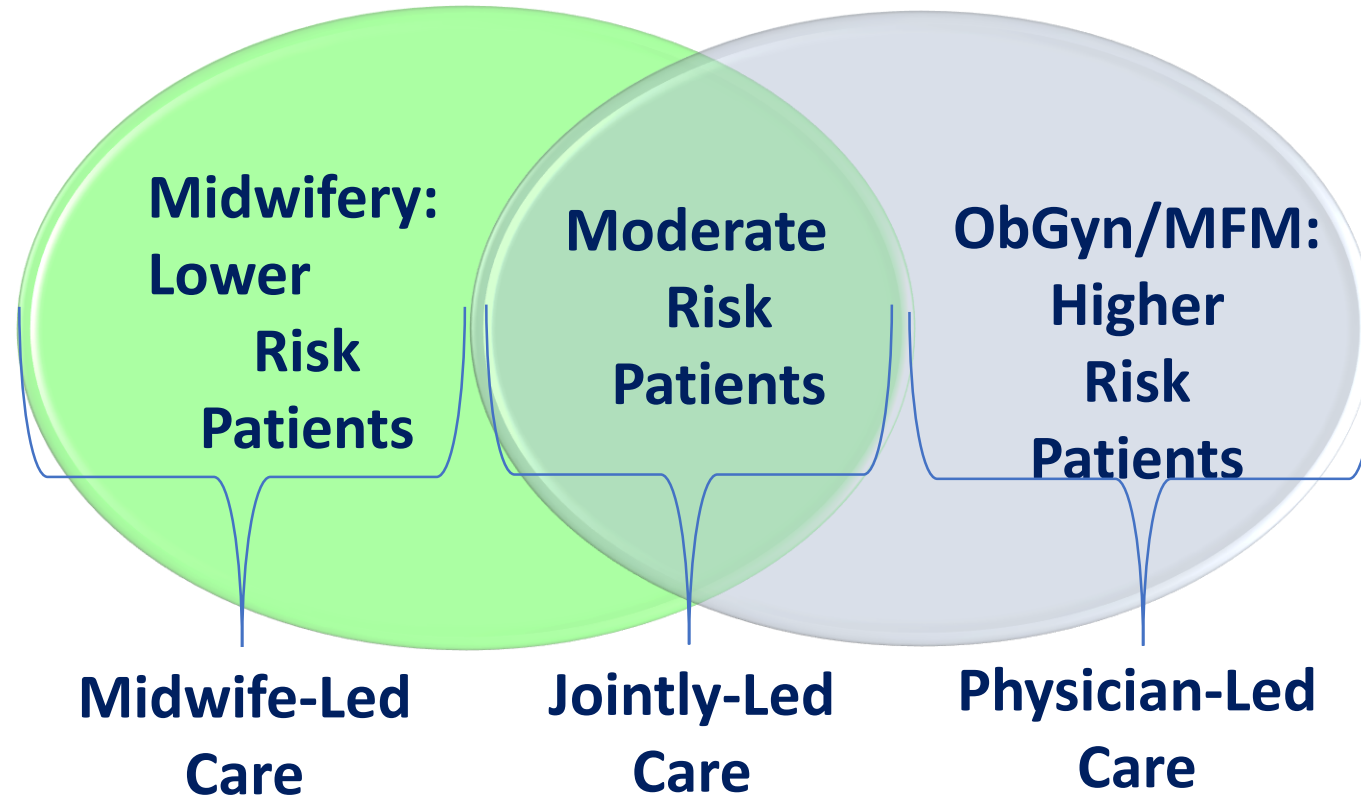 Midwifery:
Lower
Risk
Patients
Moderate
Risk
Patients
ObGyn/MFM:
Higher
Risk
Patients
Midwife-Led
Care
Jointly-Led
Care
Physician-Led
Care